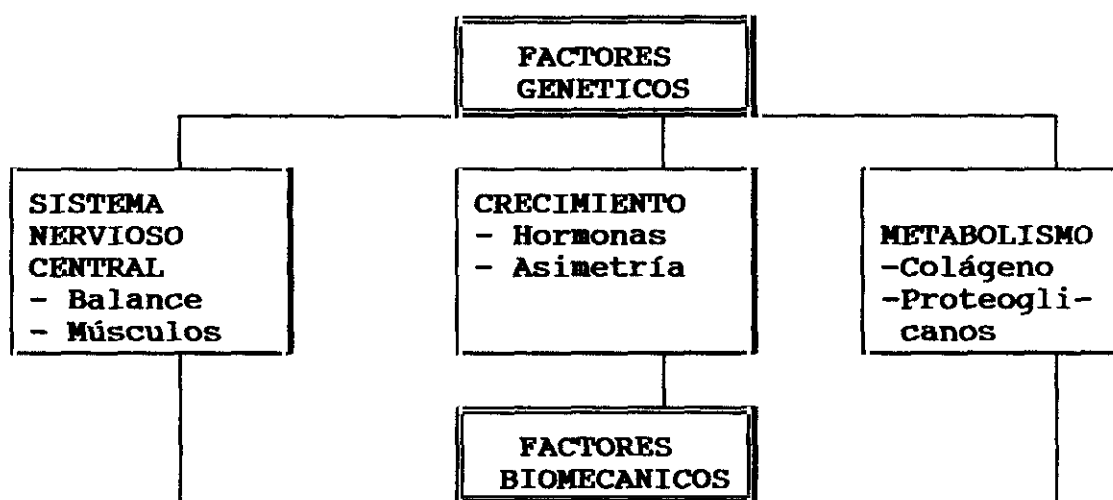 FACTORES
GENETICOS
SISTEMA
NERVIOSO
CENTRAL
- Balance
- Músculos
CRECIMIENTO
- Hormonas
- Asimetría
METABOLISMO
-Colágeno
-Proteogli-
canos
FACTORES
BIOMECANICOS